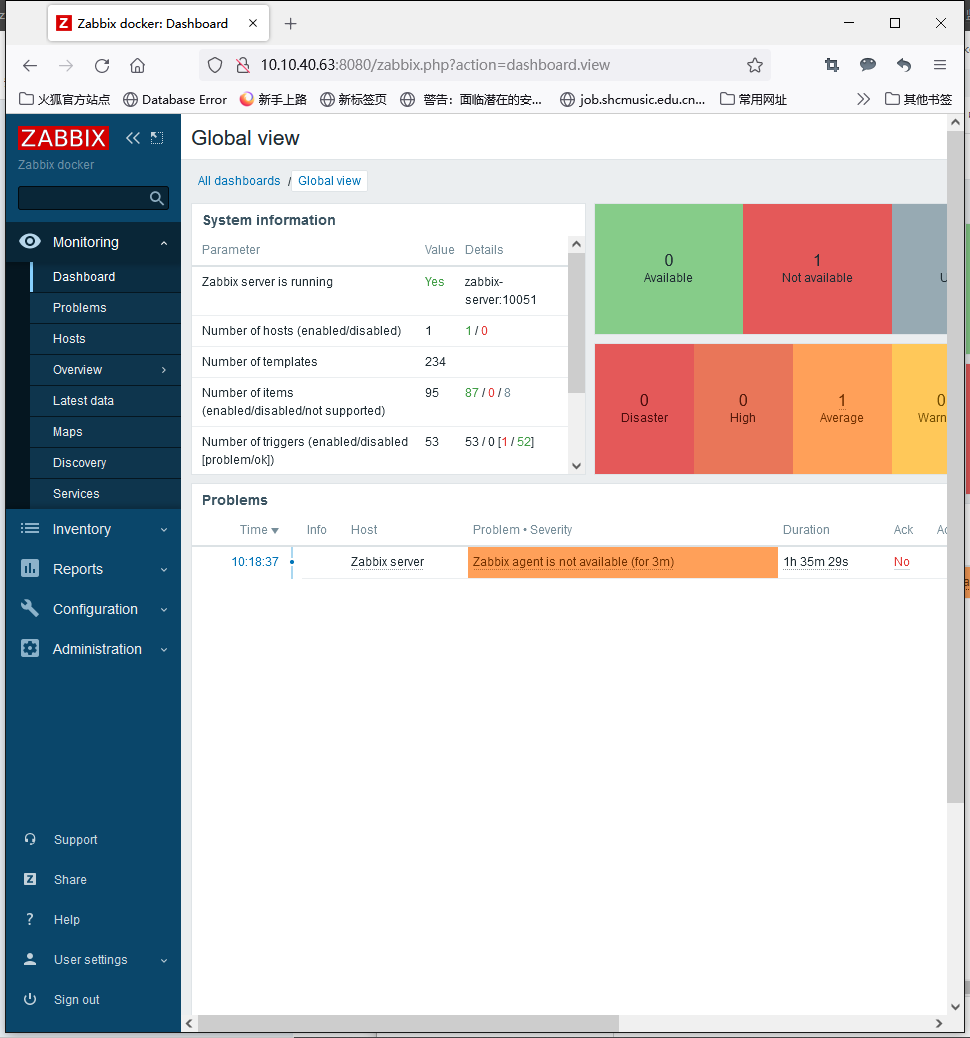 Zabbix docker: Dashboard
10.10.40.63:8080/zabbix.php?action=dashboard.view
火狐官方站点 Database Error 新手上路 新标签页 警告：面临潜在的安... job.shcmusic.edu.cn... 常用网址 其他书签
ZABBIX
Zabbix docker
Monitoring
Dashboard
Problems
Hosts
Overview
Latest data
Maps
Discovery
Services
Inventory
Reports
Configuration
Administration
Support
Share
Help
User settings
Sign out
Global view
All dashboards / Global view
System information
Parameter Value Details
Zabbix server is running Yes zabbix-
server:10051
Number of hosts (enabled/disabled) 1 1 / 0
Number of templates 234
Number of items
(enabled/disabled/not supported) 95 87 / 0 / 8
Number of triggers (enabled/disabled
[problem/ok]) 53 53 / 0 [1 / 52]
0 1
Available Not available U
0 0 1 0
Disaster High Average Warn
Problems
Time Info Host Problem • Severity Duration Ack Ac
10:18:37 Zabbix server Zabbix agent is not available (for 3m) 1h 35m 29s No